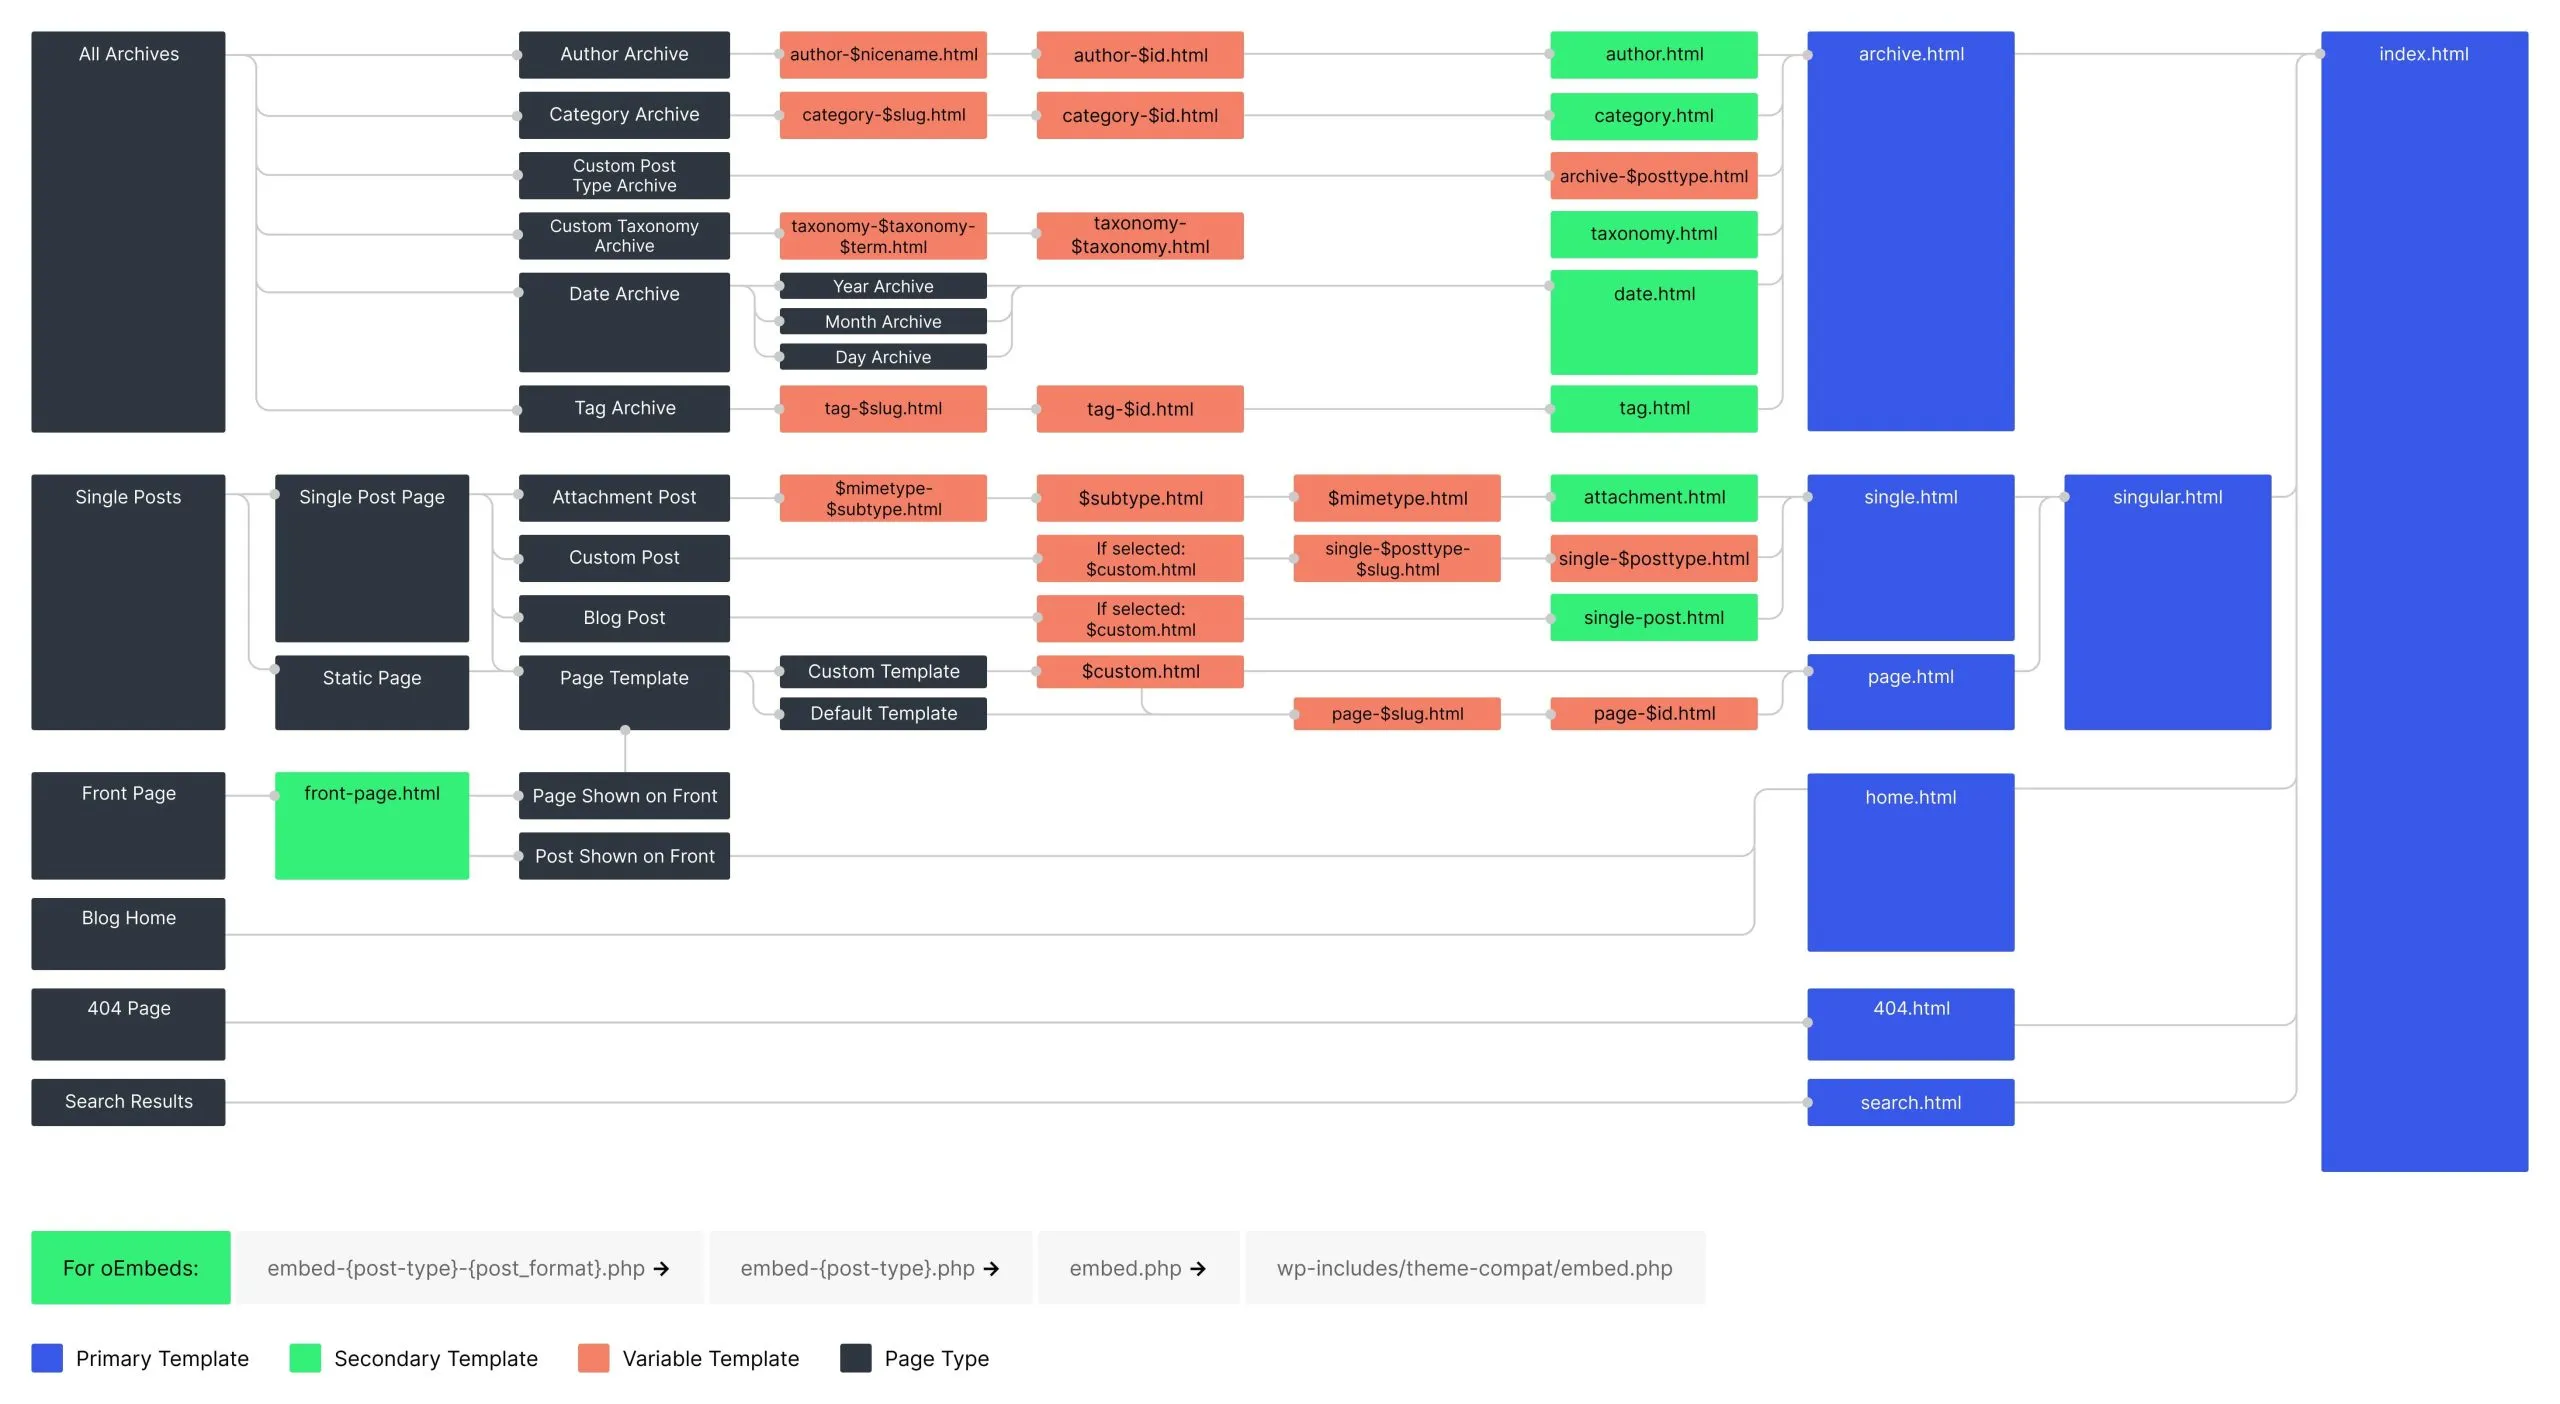 All Archives
Author Archive
author-$nicename.html
author-$id.html
author.html
archive.html
index.html
Category Archive
category-$slug.html
category-$id.html
category.html
Custom Post
Type Archive
archive-$posttype.html
Custom Taxonomy
Archive
taxonomy-$taxonomy-
$term.html
taxonomy-
$taxonomy.html
taxonomy.html
Date Archive
Year Archive
Month Archive
Day Archive
date.html
Tag Archive
tag-$slug.html
tag-$id.html
tag.html
Single Posts
Single Post Page
Attachment Post
$mimetype-
$subtype.html
$subtype.html
$mimetype.html
attachment.html
single.html
singular.html
Custom Post
If selected:
$custom.html
single-$posttype-
$slug.html
single-$posttype.html
Blog Post
If selected:
$custom.html
single-post.html
Static Page
Page Template
Custom Template
$custom.html
page.html
Default Template
page-$slug.html
page-$id.html
Front Page
front-page.html
Page Shown on Front
home.html
Post Shown on Front
Blog Home
404 Page
404.html
Search Results
search.html
For oEmbeds:
embed-{post-type}-{post_format}.php →
embed-{post-type}.php →
embed.php →
wp-includes/theme-compat/embed.php
Primary Template
Secondary Template
Variable Template
Page Type